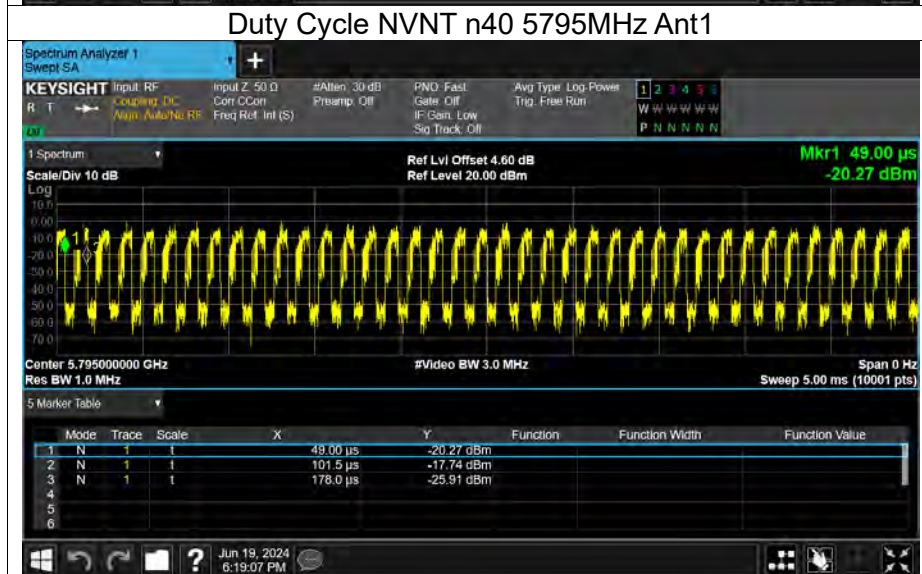 Duty Cycle NVNT n40 5795MHz Ant1
Spectrum Analyzer 1
Swept SA
+
KEYSIGHT Input: RF Input Z: 50 Ω #Atten: 30 dB PNO: Fast Avg Type: Log-Power 1 2 3 4 5 6
R T Coupling: DC Corr CCorr Preamp: Off Gate: Off Trig: Free Run W W W W W W
Align: Auto/No RF Freq Ref: Int (S) IF Gain: Low
Sig Track: Off P N N N N N
1 Spectrum Ref Lvl Offset 4.60 dB Mkr1 49.00 µs
Scale/Div 10 dB Ref Level 20.00 dBm -20.27 dBm
Log
10.0
0.00
-10.0
-20.0
-30.0
-40.0
-50.0
-60.0
-70.0
1
2
Center 5.795000000 GHz #Video BW 3.0 MHz Span 0 Hz
Res BW 1.0 MHz Sweep 5.00 ms (10001 pts)
5 Marker Table
Mode Trace Scale X Y Function Function Width Function Value
1 N 1 t 49.00 µs -20.27 dBm
2 N 1 t 101.5 µs -17.74 dBm
3 N 1 t 178.0 µs -25.91 dBm
4
5
6
? Jun 19, 2024
6:19:07 PM